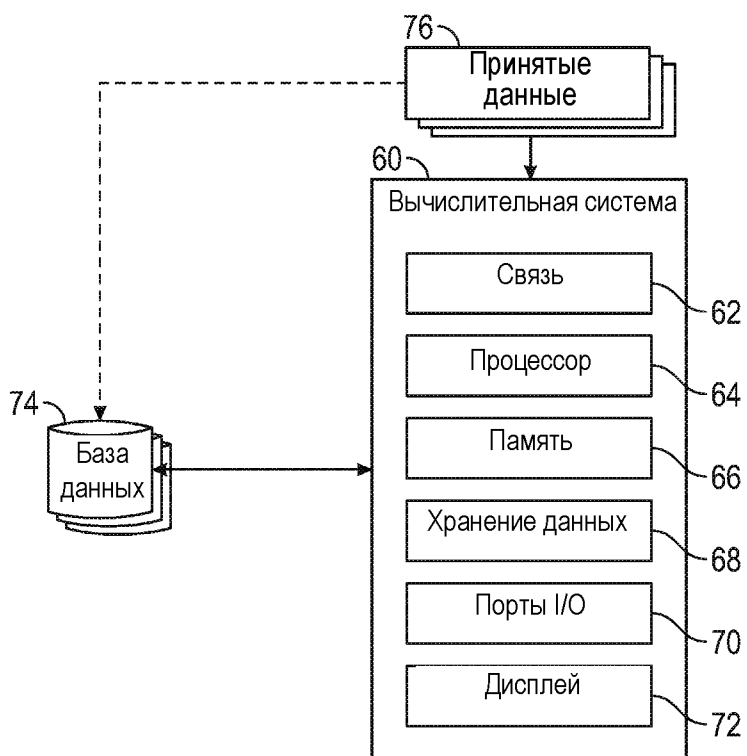 76
Принятые
данные
60
Вычислительная система
Связь
62
Процессор
64
74
База
данных
Память
66
Хранение данных
68
Порты I/O
70
Дисплей
72